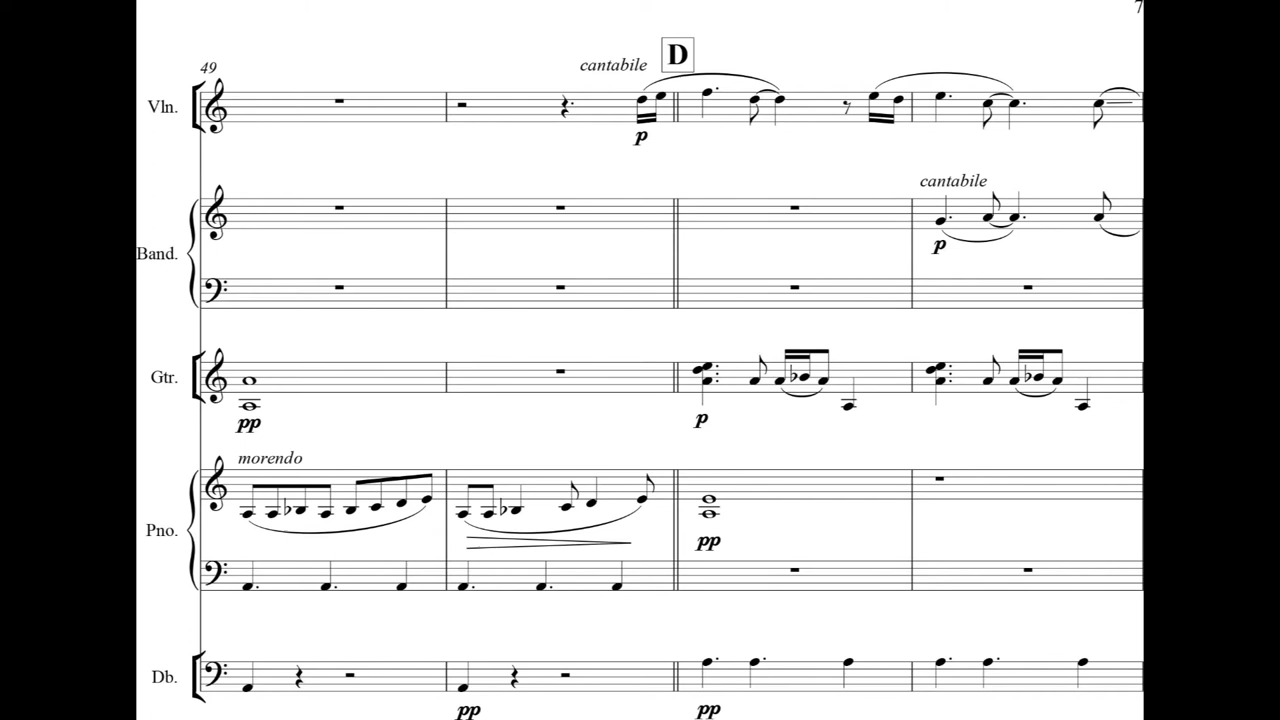 7
D
cantabile
49
Vln.
p
cantabile
Band.
p
Gtr.
pp
p
morendo
Pno.
pp
Db.
pp
pp